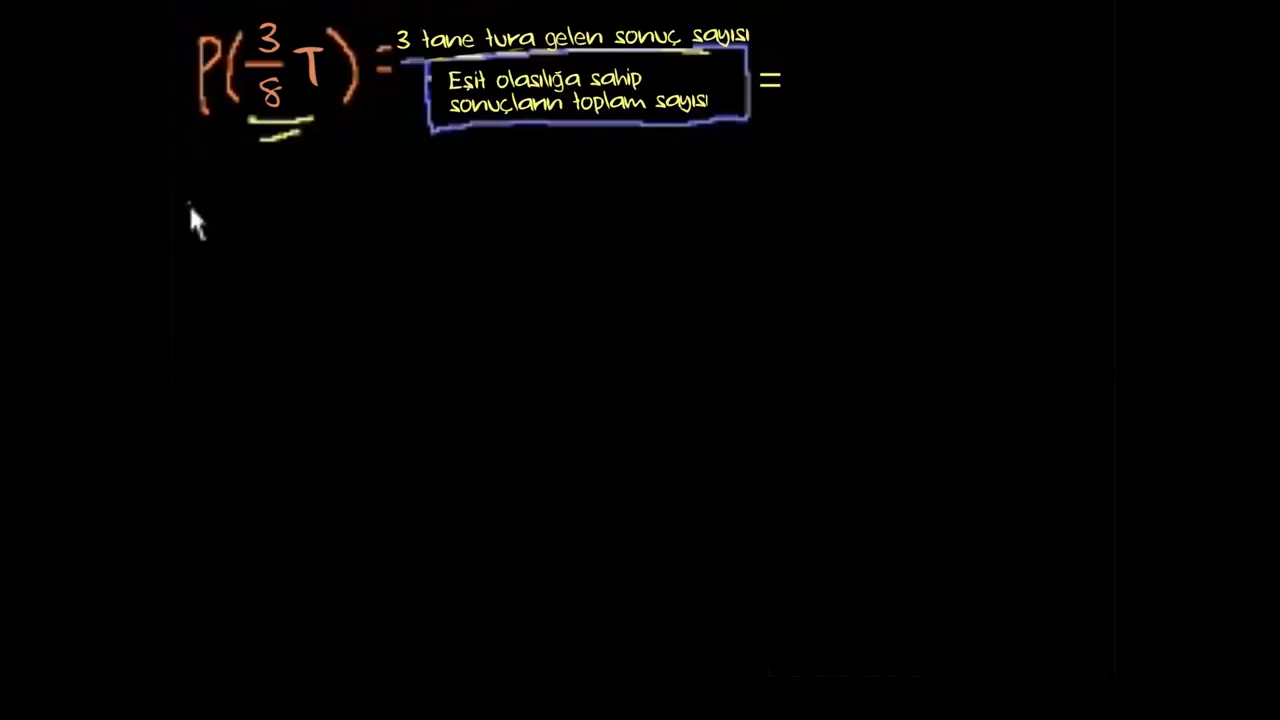 P(3/8 T) = 3 tane tura gelen sonuç sayısı
Eşit olasılığa sahip
sonuçların toplam sayısı
=